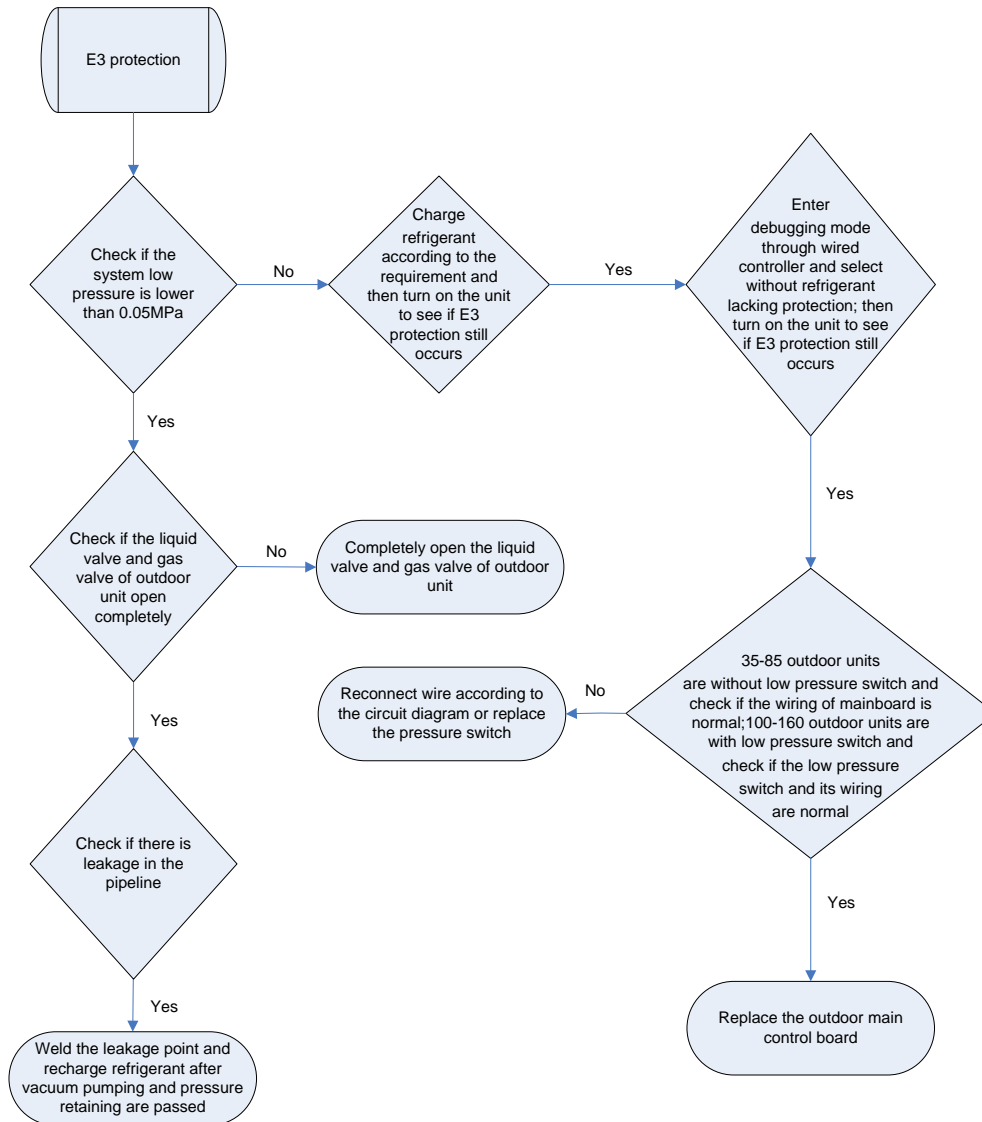 E3 protection
Check if the
system low
pressure is lower
than 0.05MPa
No
Charge
refrigerant
according to the
requirement and
then turn on the unit
to see if E3
protection still
occurs
Yes
Enter
debugging mode
through wired
controller and select
without refrigerant
lacking protection; then
turn on the unit to see
if E3 protection still
occurs
Yes
Yes
Check if the liquid
valve and gas
valve of outdoor
unit open
completely
No
Completely open the liquid
valve and gas valve of outdoor
unit
35-85 outdoor units
are without low pressure switch and
check if the wiring of mainboard is
normal;100-160 outdoor units are
with low pressure switch and
check if the low pressure
switch and its wiring
are normal
No
Reconnect wire according to
the circuit diagram or replace
the pressure switch
Yes
Check if there is
leakage in the
pipeline
Yes
Yes
Weld the leakage point and
recharge refrigerant after
vacuum pumping and pressure
retaining are passed
Replace the outdoor main
control board